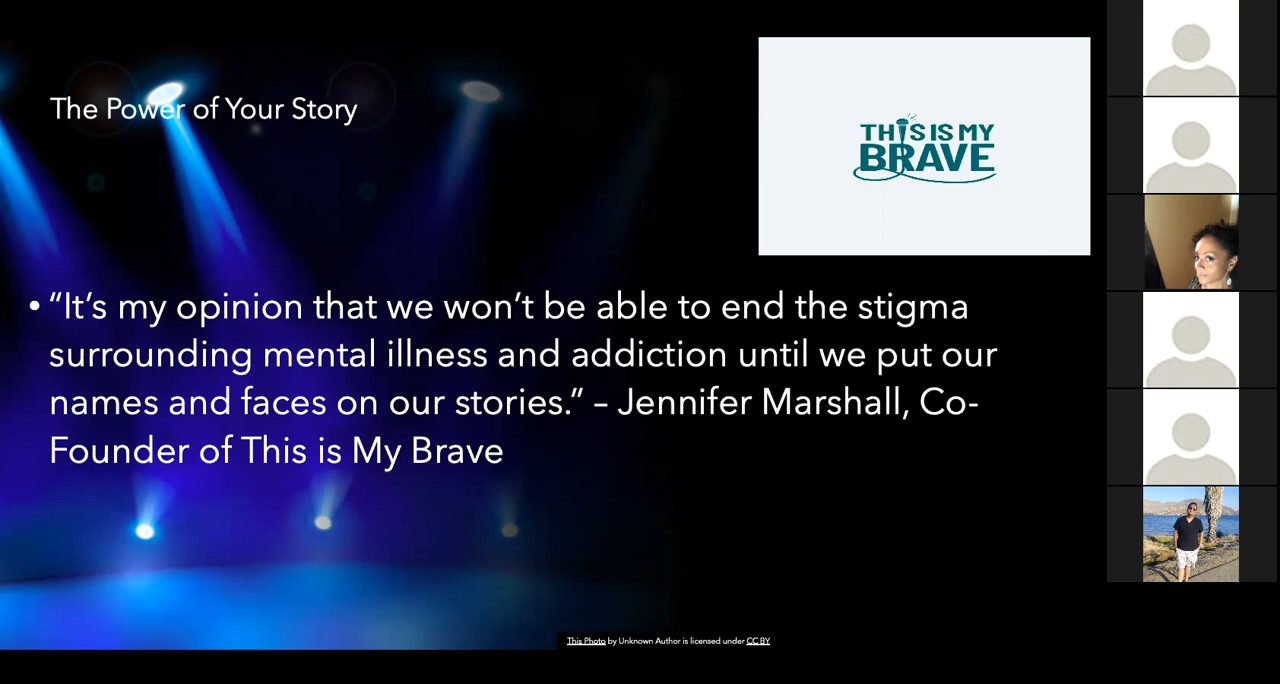 The Power of Your Story
THIS IS MY
BRAVE
• “It’s my opinion that we won’t be able to end the stigma
surrounding mental illness and addiction until we put our
names and faces on our stories.” – Jennifer Marshall, Co-
Founder of This is My Brave
This Photo by Unknown Author is licensed under CC BY